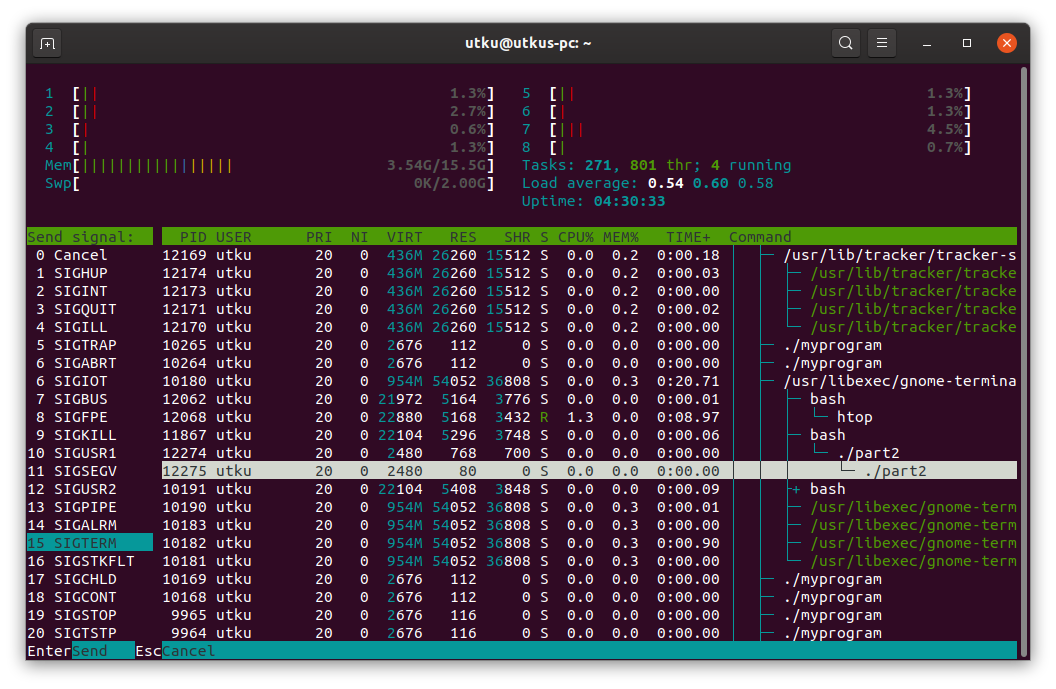 utku@utkus-pc: ~
1 [|| 1.3%] 5 [|| 1.3%]
2 [|| 2.7%] 6 [| 1.3%]
3 [| 0.6%] 7 [||| 4.5%]
4 [| 1.3%] 8 [| 0.7%]
Mem[||||||||||||||||| 3.54G/15.5G] Tasks: 271, 801 thr; 4 running
Swp[ 0K/2.00G] Load average: 0.54 0.60 0.58
Uptime: 04:30:33
Send signal: PID USER PRI NI VIRT RES SHR S CPU% MEM% TIME+ Command
0 Cancel 12169 utku 20 0 436M 26260 15512 S 0.0 0.2 0:00.18 ├─ /usr/lib/tracker/tracker-s
1 SIGHUP 12174 utku 20 0 436M 26260 15512 S 0.0 0.2 0:00.03 │ ├─ /usr/lib/tracker/tracke
2 SIGINT 12173 utku 20 0 436M 26260 15512 S 0.0 0.2 0:00.00 │ ├─ /usr/lib/tracker/tracke
3 SIGQUIT 12171 utku 20 0 436M 26260 15512 S 0.0 0.2 0:00.02 │ ├─ /usr/lib/tracker/tracke
4 SIGILL 12170 utku 20 0 436M 26260 15512 S 0.0 0.2 0:00.00 │ └─ /usr/lib/tracker/tracke
5 SIGTRAP 10265 utku 20 0 2676 112 0 S 0.0 0.0 0:00.00 ├─ ./myprogram
6 SIGABRT 10264 utku 20 0 2676 112 0 S 0.0 0.0 0:00.00 ├─ ./myprogram
6 SIGIOT 10180 utku 20 0 954M 54052 36808 S 0.0 0.3 0:20.71 ├─ /usr/libexec/gnome-termina
7 SIGBUS 12062 utku 20 0 21972 5164 3776 S 0.0 0.0 0:00.01 │ ├─ bash
8 SIGFPE 12068 utku 20 0 22880 5168 3432 R 1.3 0.0 0:08.97 │ │ └─ htop
9 SIGKILL 11867 utku 20 0 22104 5296 3748 S 0.0 0.0 0:00.06 │ ├─ bash
10 SIGUSR1 12274 utku 20 0 2480 768 700 S 0.0 0.0 0:00.00 │ │ └─ ./part2
11 SIGSEGV 12275 utku 20 0 2480 80 0 S 0.0 0.0 0:00.00 │ │ └─ ./part2
12 SIGUSR2 10191 utku 20 0 22104 5408 3848 S 0.0 0.0 0:00.09 │ ├+ bash
13 SIGPIPE 10190 utku 20 0 954M 54052 36808 S 0.0 0.3 0:00.01 │ ├─ /usr/libexec/gnome-term
14 SIGALRM 10183 utku 20 0 954M 54052 36808 S 0.0 0.3 0:00.00 │ ├─ /usr/libexec/gnome-term
15 SIGTERM 10182 utku 20 0 954M 54052 36808 S 0.0 0.3 0:00.90 │ ├─ /usr/libexec/gnome-term
16 SIGSTKFLT 10181 utku 20 0 954M 54052 36808 S 0.0 0.3 0:00.00 │ └─ /usr/libexec/gnome-term
17 SIGCHLD 10169 utku 20 0 2676 112 0 S 0.0 0.0 0:00.00 ├─ ./myprogram
18 SIGCONT 10168 utku 20 0 2676 112 0 S 0.0 0.0 0:00.00 ├─ ./myprogram
19 SIGSTOP 9965 utku 20 0 2676 116 0 S 0.0 0.0 0:00.00 ├─ ./myprogram
20 SIGTSTP 9964 utku 20 0 2676 116 0 S 0.0 0.0 0:00.00 ├─ ./myprogram
EnterSend EscCancel